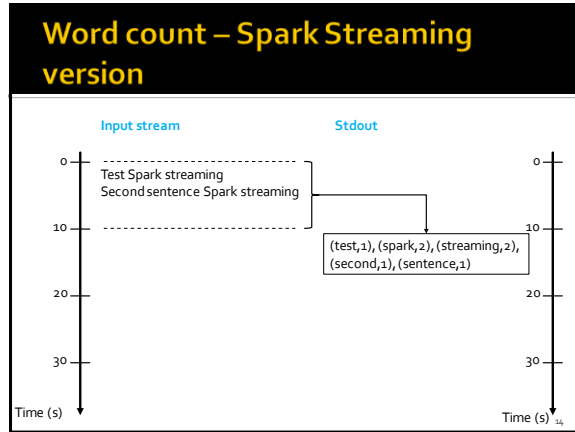 Word count – Spark Streaming
version
Input stream
Stdout
0
0
Test Spark streaming
Second sentence Spark streaming
10
10
(test,1), (spark,2), (streaming,2),
(second,1), (sentence,1)
20
20
30
30
Time (s)
Time (s)
14